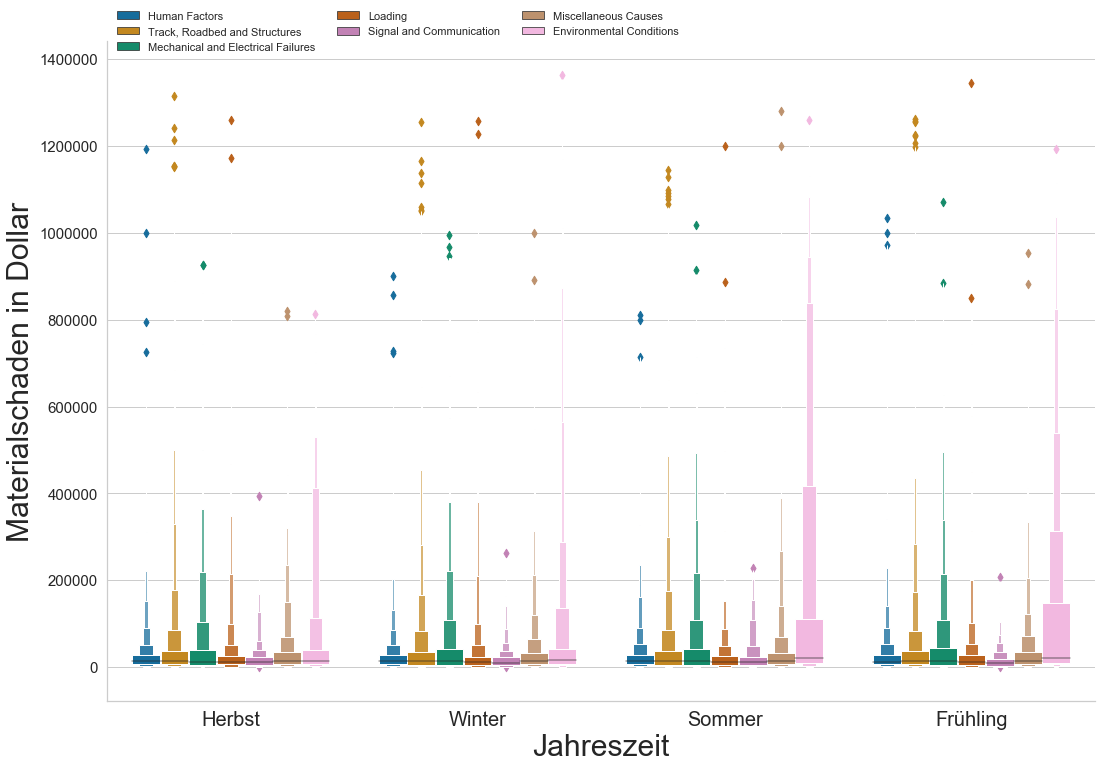 Human Factors
Track, Roadbed and Structures
Mechanical and Electrical Failures
Loading
Signal and Communication
Miscellaneous Causes
Environmental Conditions
Materialschaden in Dollar
1400000
1200000
1000000
800000
600000
400000
200000
0
Herbst
Winter
Sommer
Frühling
Jahreszeit